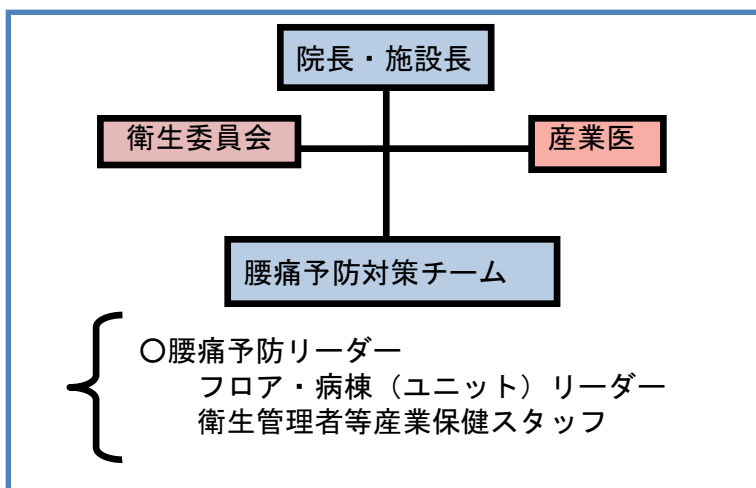 院長・施設長
衛生委員会
産業医
腰痛予防対策チーム
〇腰痛予防リーダー
フロア・病棟（ユニット）リーダー
衛生管理者等産業保健スタッフ